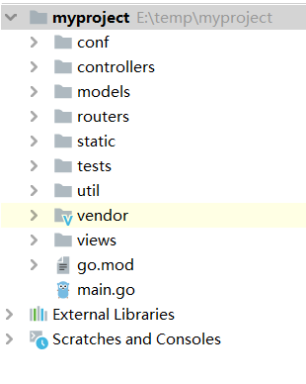 myproject E:\temp\myproject
conf
controllers
models
routers
static
tests
util
vendor
views
go.mod
main.go
External Libraries
Scratches and Consoles